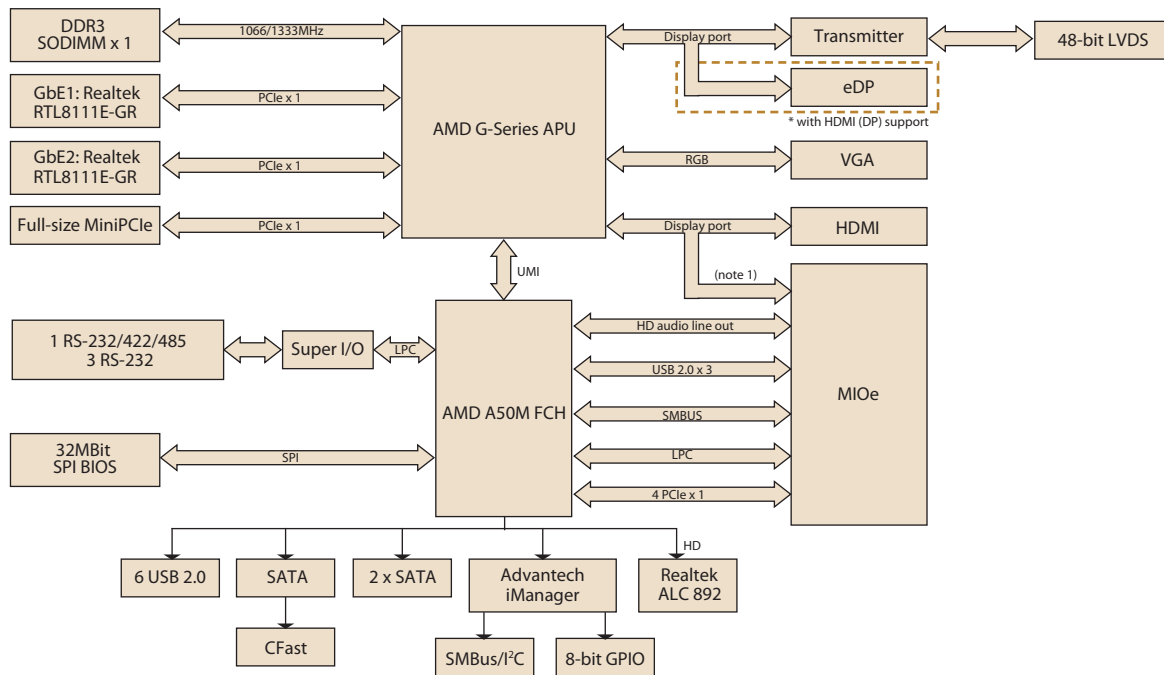 DDR3
SODIMM x 1
1066/1333MHz
Display port
Transmitter
48-bit LVDS
GbE1: Realtek
RTL8111E-GR
PCIe x 1
AMD G-Series APU
eDP
* with HDMI (DP) support
GbE2: Realtek
RTL8111E-GR
PCIe x 1
RGB
VGA
Full-size MiniPCIe
PCIe x 1
Display port
HDMI
UMI
(note 1)
1 RS-232/422/485
3 RS-232
Super I/O
LPC
AMD A50M FCH
HD audio line out
USB 2.0 x 3
SMBUS
LPC
4 PCIe x 1
MIOe
32MBit
SPI BIOS
SPI
HD
6 USB 2.0
SATA
2 x SATA
Advantech
iManager
Realtek
ALC 892
CFast
SMBus/I²C
8-bit GPIO